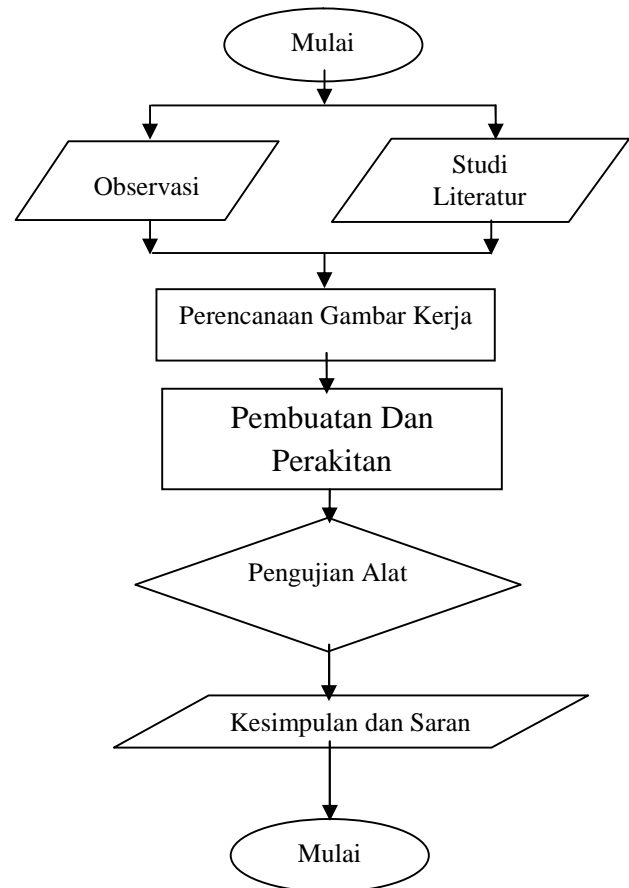 Mulai
Observasi
Studi
Literatur
Perencanaan Gambar Kerja
Pembuatan Dan
Perakitan
Pengujian Alat
Kesimpulan dan Saran
Mulai